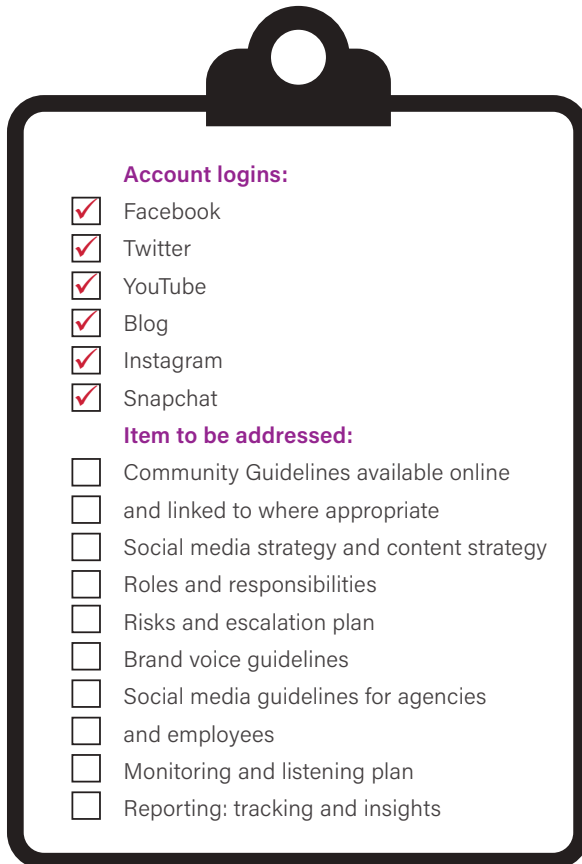 Account logins:
Facebook
Twitter
YouTube
Blog
Instagram
Snapchat
Item to be addressed:
Community Guidelines available online
and linked to where appropriate
Social media strategy and content strategy
Roles and responsibilities
Risks and escalation plan
Brand voice guidelines
Social media guidelines for agencies
and employees
Monitoring and listening plan
Reporting: tracking and insights